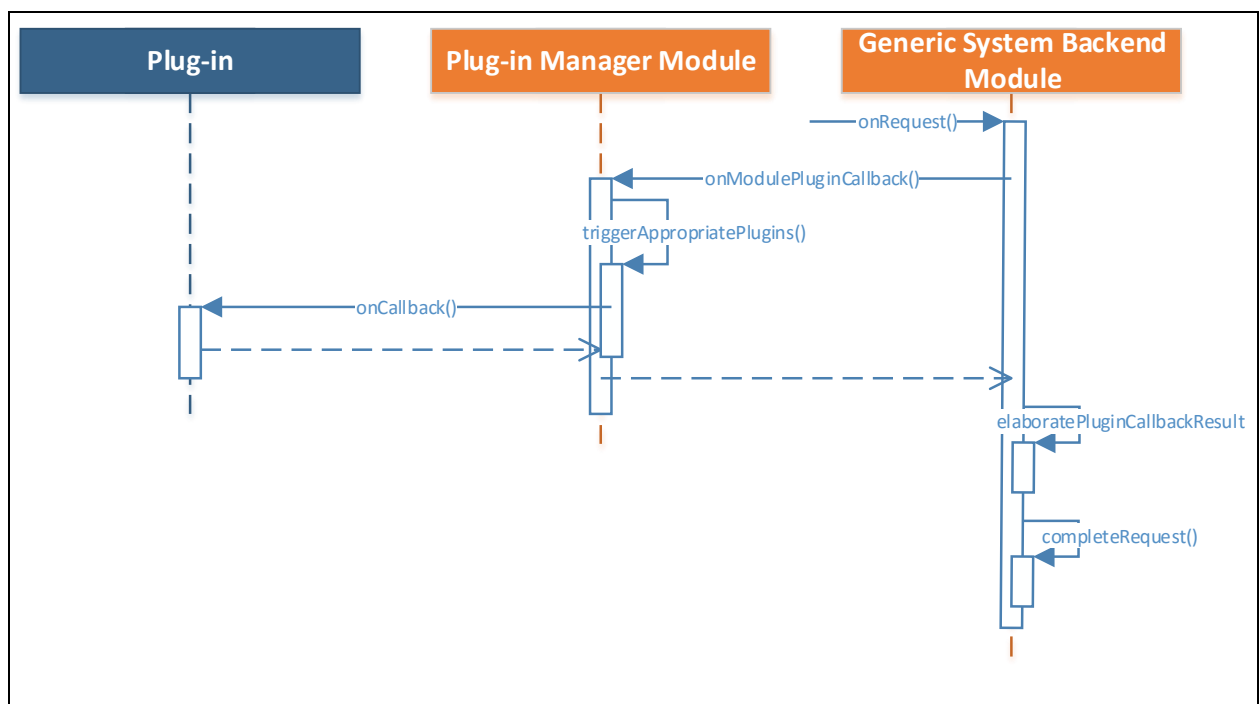 Plug-in
Plug-in Manager Module
Generic System Backend
Module
onRequest()
onModulePluginCallback()
triggerAppropriatePlugins()
onCallback()
elaboratePluginCallbackResult
completeRequest()